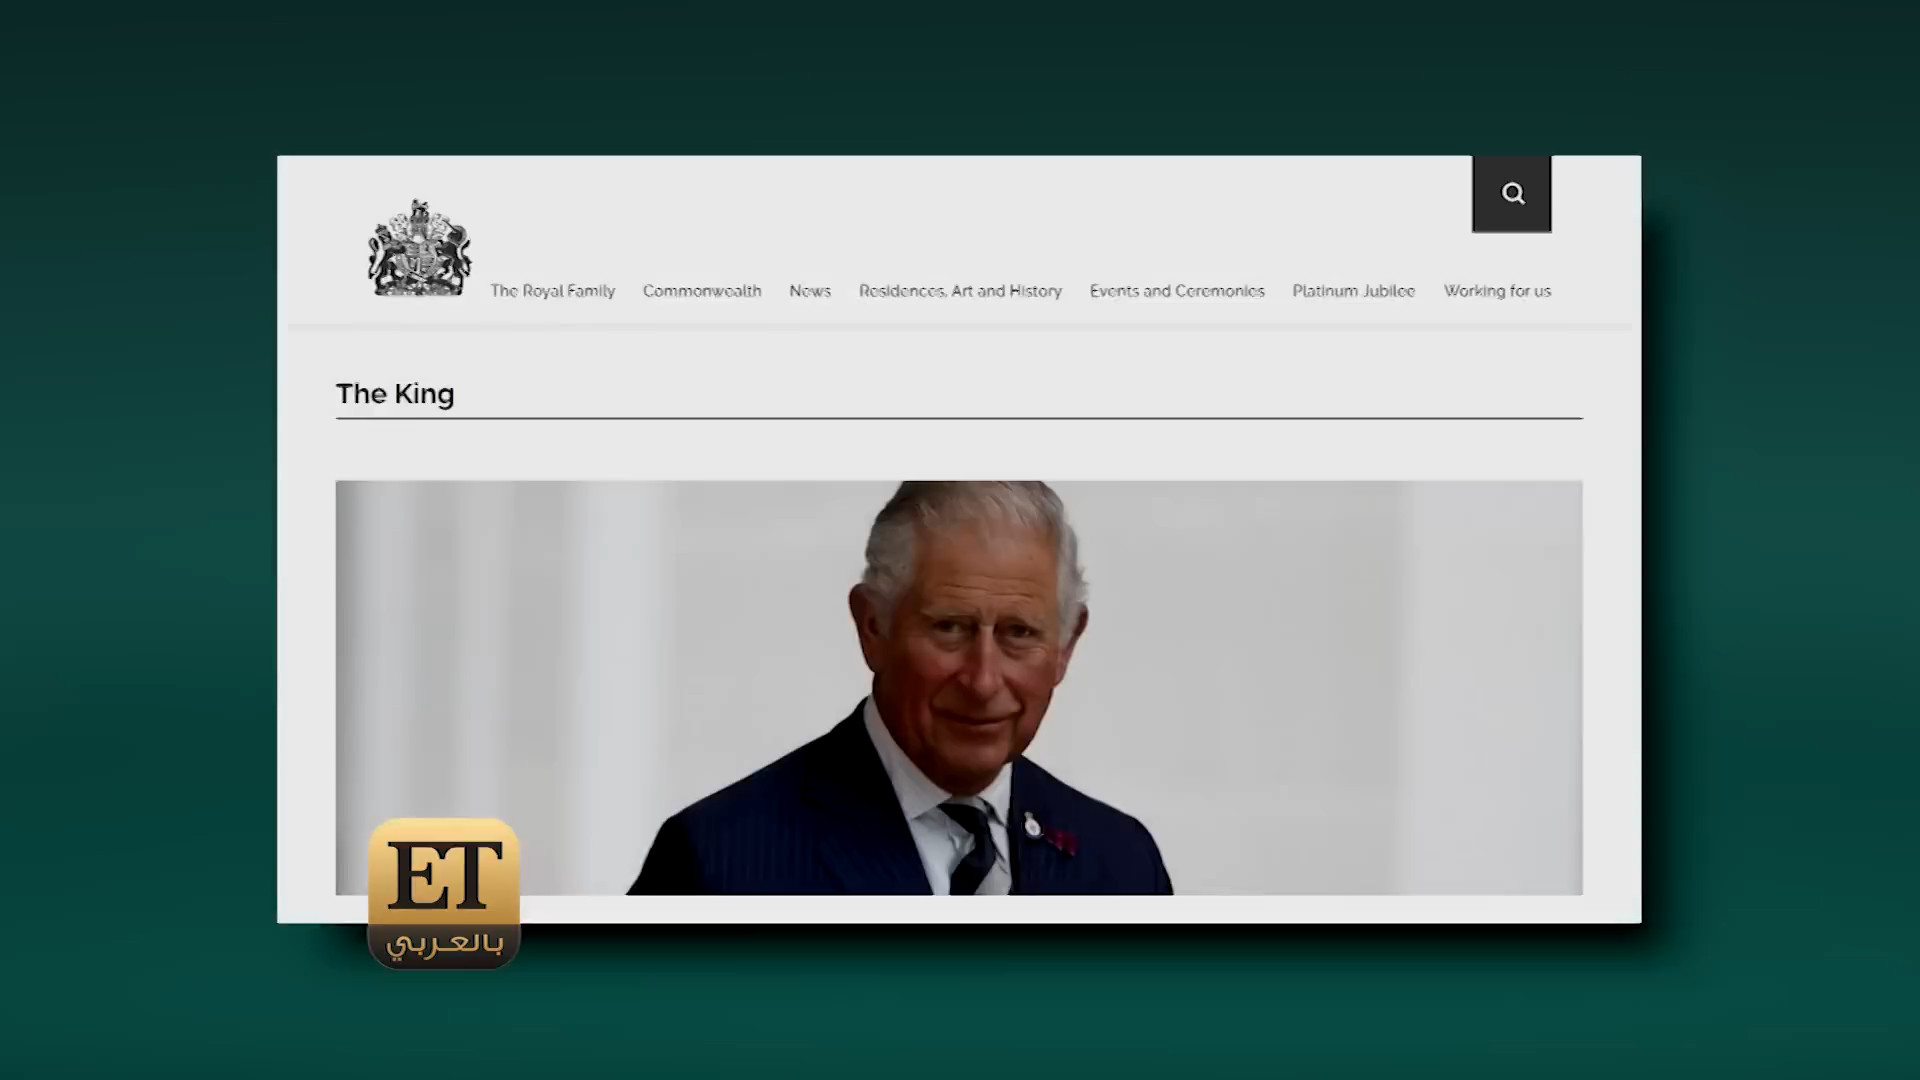 The Royal Family Commonwealth News Residences, Art and History Events and Ceremonies Platinum Jubilee Working for us
The King
ET
بالعربي